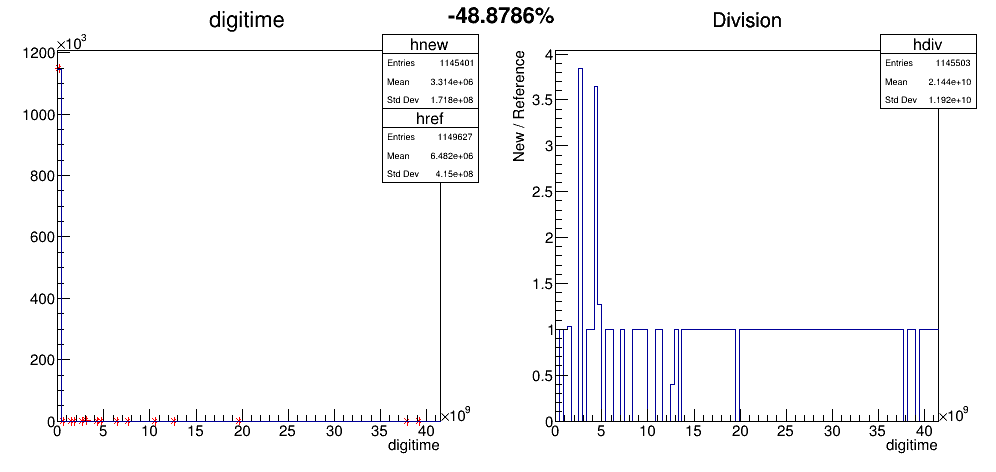 -48.8786%
digitime
×10³
1200
1000
800
600
400
200
0
0 5 10 15 20 25 30 35 40
×10⁹
digitime
hnew
Entries 1145401
Mean 3.314e+06
Std Dev 1.718e+08
href
Entries 1149627
Mean 6.482e+06
Std Dev 4.15e+08
Division
New / Reference
4
3.5
3
2.5
2
1.5
1
0.5
0
0 5 10 15 20 25 30 35 40
×10⁹
digitime
hdiv
Entries 1145503
Mean 2.144e+10
Std Dev 1.192e+10